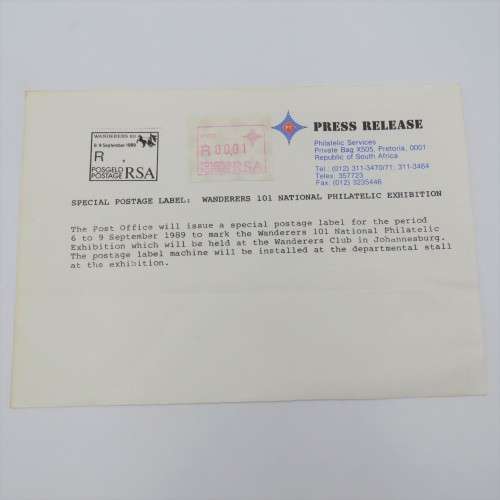 WANDERERS 101
6-9 September 1989
R
POSGELD
POSTAGE RSA
R 00,01
RSA
PRESS RELEASE
Philatelic Services
Private Bag X505, Pretoria, 0001
Republic of South Africa
Tel.: (012) 311-3470/71; 311-3464
Telex: 357723
Fax: (012) 3235446
SPECIAL POSTAGE LABEL: WANDERERS 101 NATIONAL PHILATELIC EXHIBITION
The Post Office will issue a special postage label for the period
6 to 9 September 1989 to mark the Wanderers 101 National Philatelic
Exhibition which will be held at the Wanderers Club in Johannesburg.
The postage label machine will be installed at the departmental stall
at the exhibition.